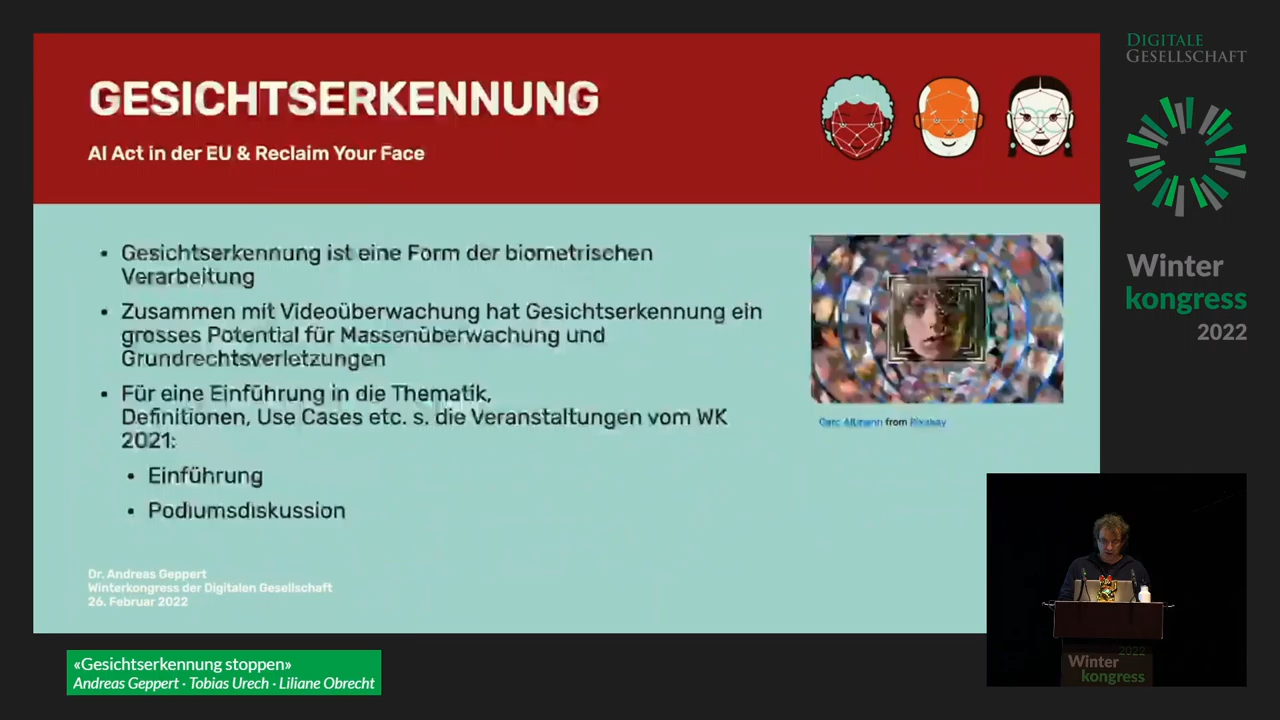 GESICHTSERKENNUNG
AI Act in der EU & Reclaim Your Face
• Gesichtserkennung ist eine Form der biometrischen
Verarbeitung
• Zusammen mit Videoüberwachung hat Gesichtserkennung ein
grosses Potential für Massenüberwachung und
Grundrechtsverletzungen
• Für eine Einführung in die Thematik,
Definitionen, Use Cases etc. s. die Veranstaltungen vom WK
2021:
• Einführung
• Podiumsdiskussion
from Pixabay
Dr. Andreas Geppert
Winterkongress der Digitalen Gesellschaft
26. Februar 2022
DIGITALE
GESELLSCHAFT
Winter
kongress
2022
2022
Winter
kongress
«Gesichtserkennung stoppen»
Andreas Geppert · Tobias Urech · Liliane Obrecht